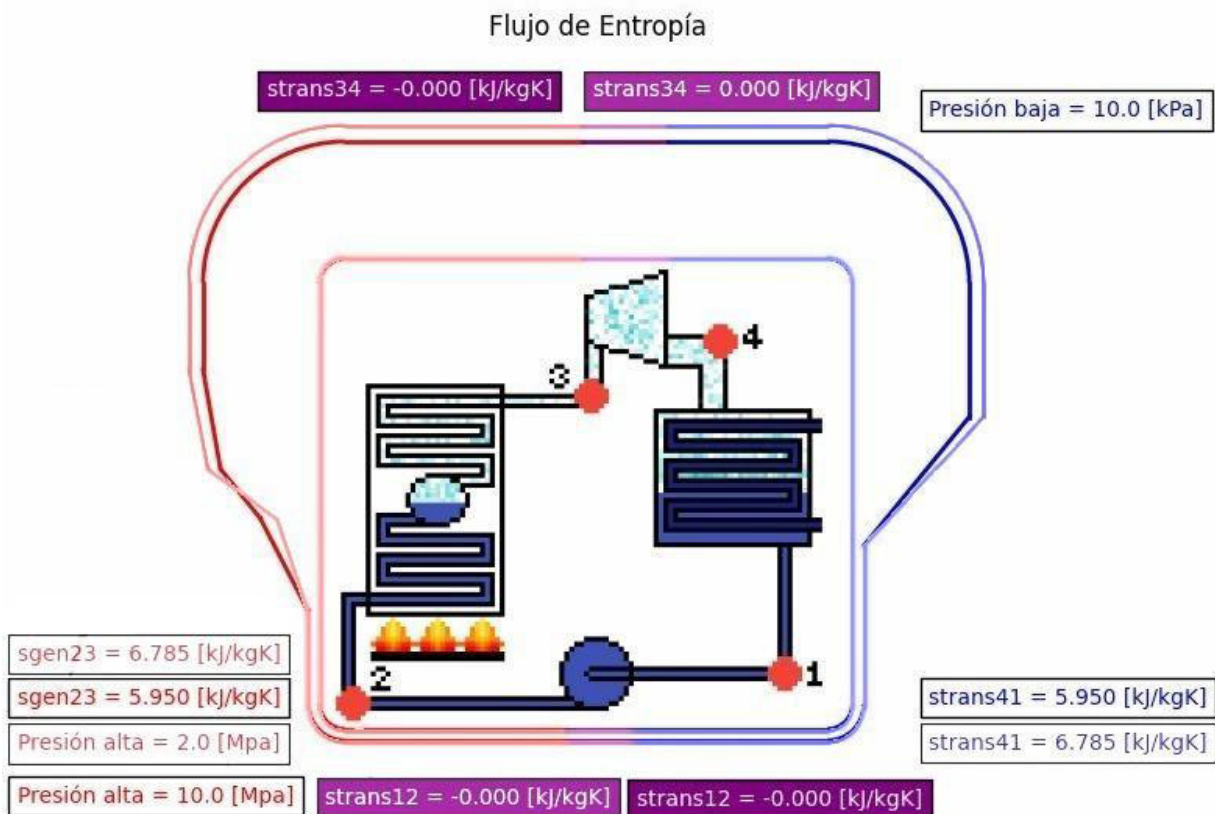 Flujo de Entropía
strans34 = -0.000 [kJ/kgK]
strans34 = 0.000 [kJ/kgK]
Presión baja = 10.0 [kPa]
4
3
2
1
sgen23 = 6.785 [kJ/kgK]
sgen23 = 5.950 [kJ/kgK]
Presión alta = 2.0 [Mpa]
Presión alta = 10.0 [Mpa]
strans41 = 5.950 [kJ/kgK]
strans41 = 6.785 [kJ/kgK]
strans12 = -0.000 [kJ/kgK]
strans12 = -0.000 [kJ/kgK]